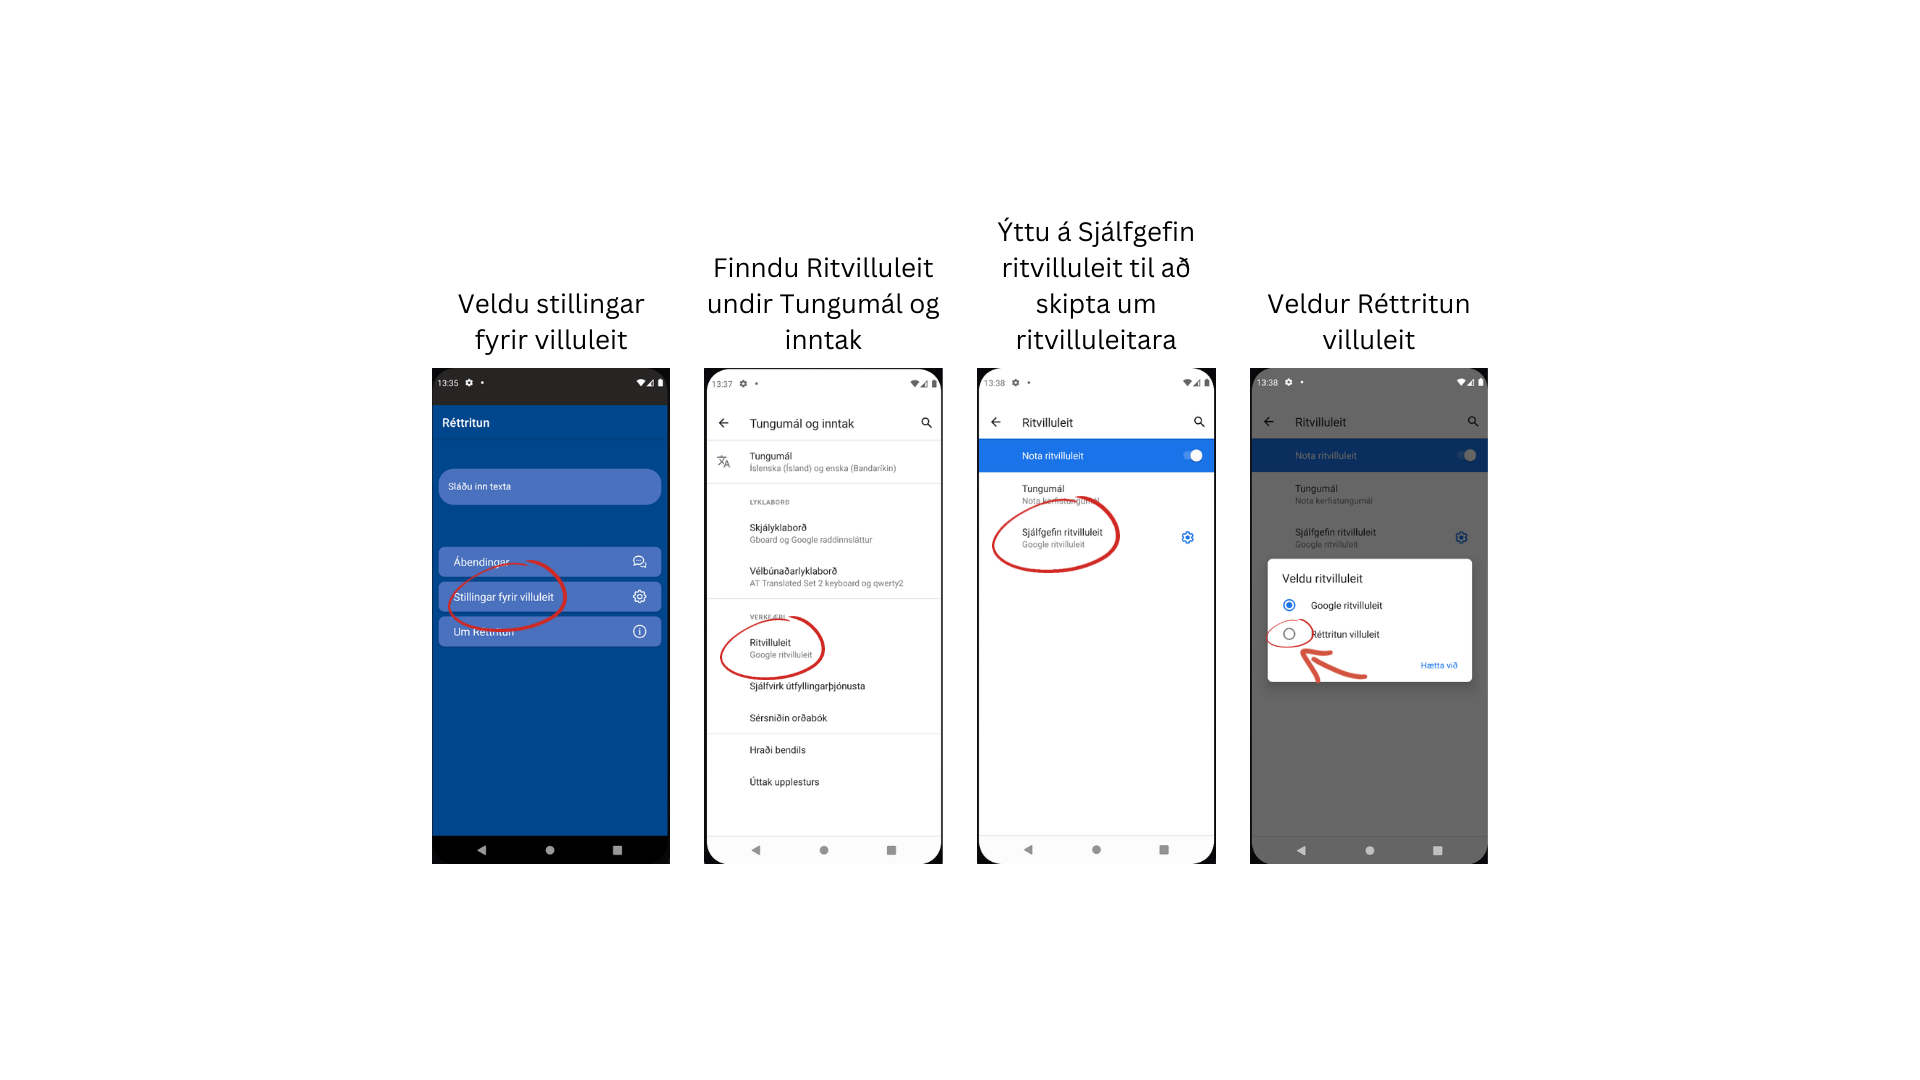 Veldu stillingar
fyrir villuleit
13:35
Réttritun
Sláðu inn texta
Ábendingar
Stillingar fyrir villuleit
Um Réttritun
Finndu Ritvilluleit
undir Tungumál og
inntak
13:37
Tungumál og inntak
Tungumál
Íslenska (Ísland) og enska (Bandaríkin)
LYKLABORÐ
Skjályklaborð
Gboard og Google raddinnsláttur
Vélbúnaðarlyklaborð
AT Translated Set 2 keyboard og qwerty2
VERKFÆRI
Ritvilluleit
Google ritvilluleit
Sjálfvirk útfyllingarþjónusta
Sérsniðin orðabók
Hraði bendils
Úttak upplesturs
Ýttu á Sjálfgefin
ritvilluleit til að
skipta um
ritvilluleitara
13:38
Ritvilluleit
Nota ritvilluleit
Tungumál
Nota kerfistungumál
Sjálfgefin ritvilluleit
Google ritvilluleit
Veldur Réttritun
villuleit
13:38
Ritvilluleit
Nota ritvilluleit
Tungumál
Nota kerfistungumál
Sjálfgefin ritvilluleit
Google ritvilluleit
Veldu ritvilluleit
Google ritvilluleit
Réttritun villuleit
Hætta við